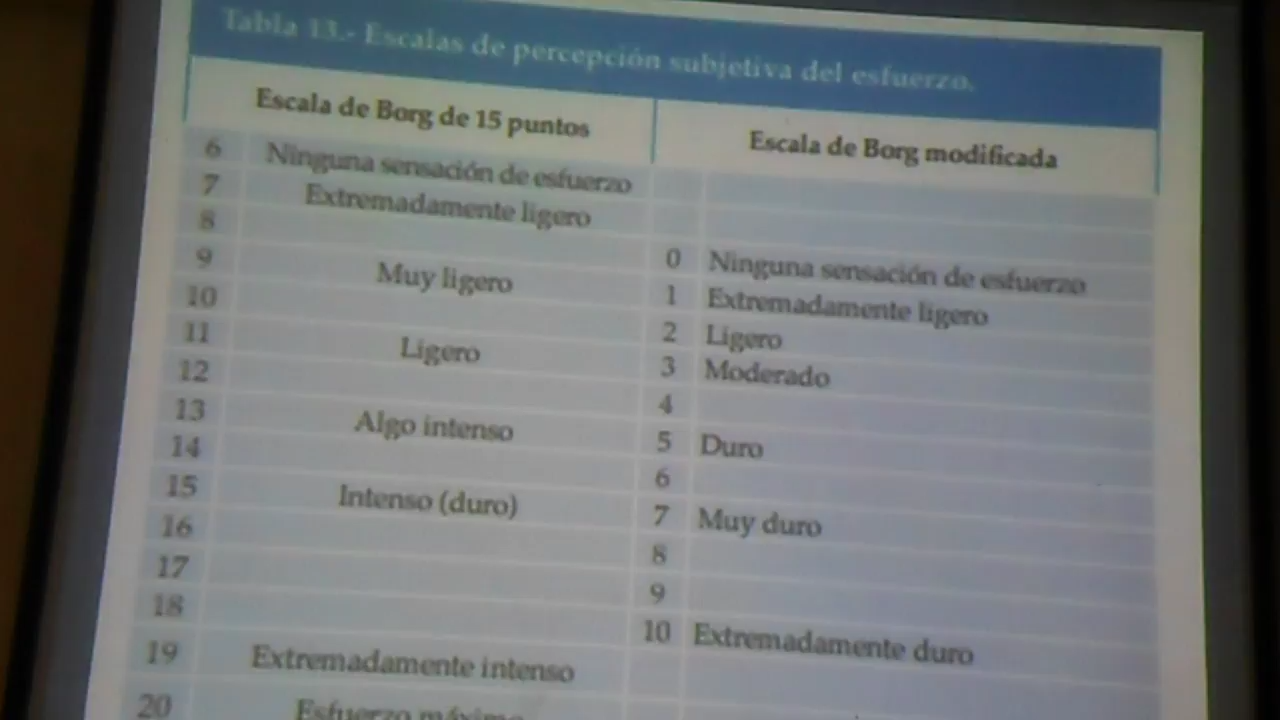 Tabla 13.- Escalas de percepción subjetiva del esfuerzo.
Escala de Borg de 15 puntos Escala de Borg modificada
6 Ninguna sensación de esfuerzo
7 Extremadamente ligero
8
9 Muy ligero 0 Ninguna sensación de esfuerzo
10 1 Extremadamente ligero
11 Ligero 2 Ligero
12 3 Moderado
13 Algo intenso 4
14 5 Duro
15 Intenso (duro) 6
16 7 Muy duro
17 8
18 9
19 Extremadamente intenso 10 Extremadamente duro
20 Esfuerzo máximo